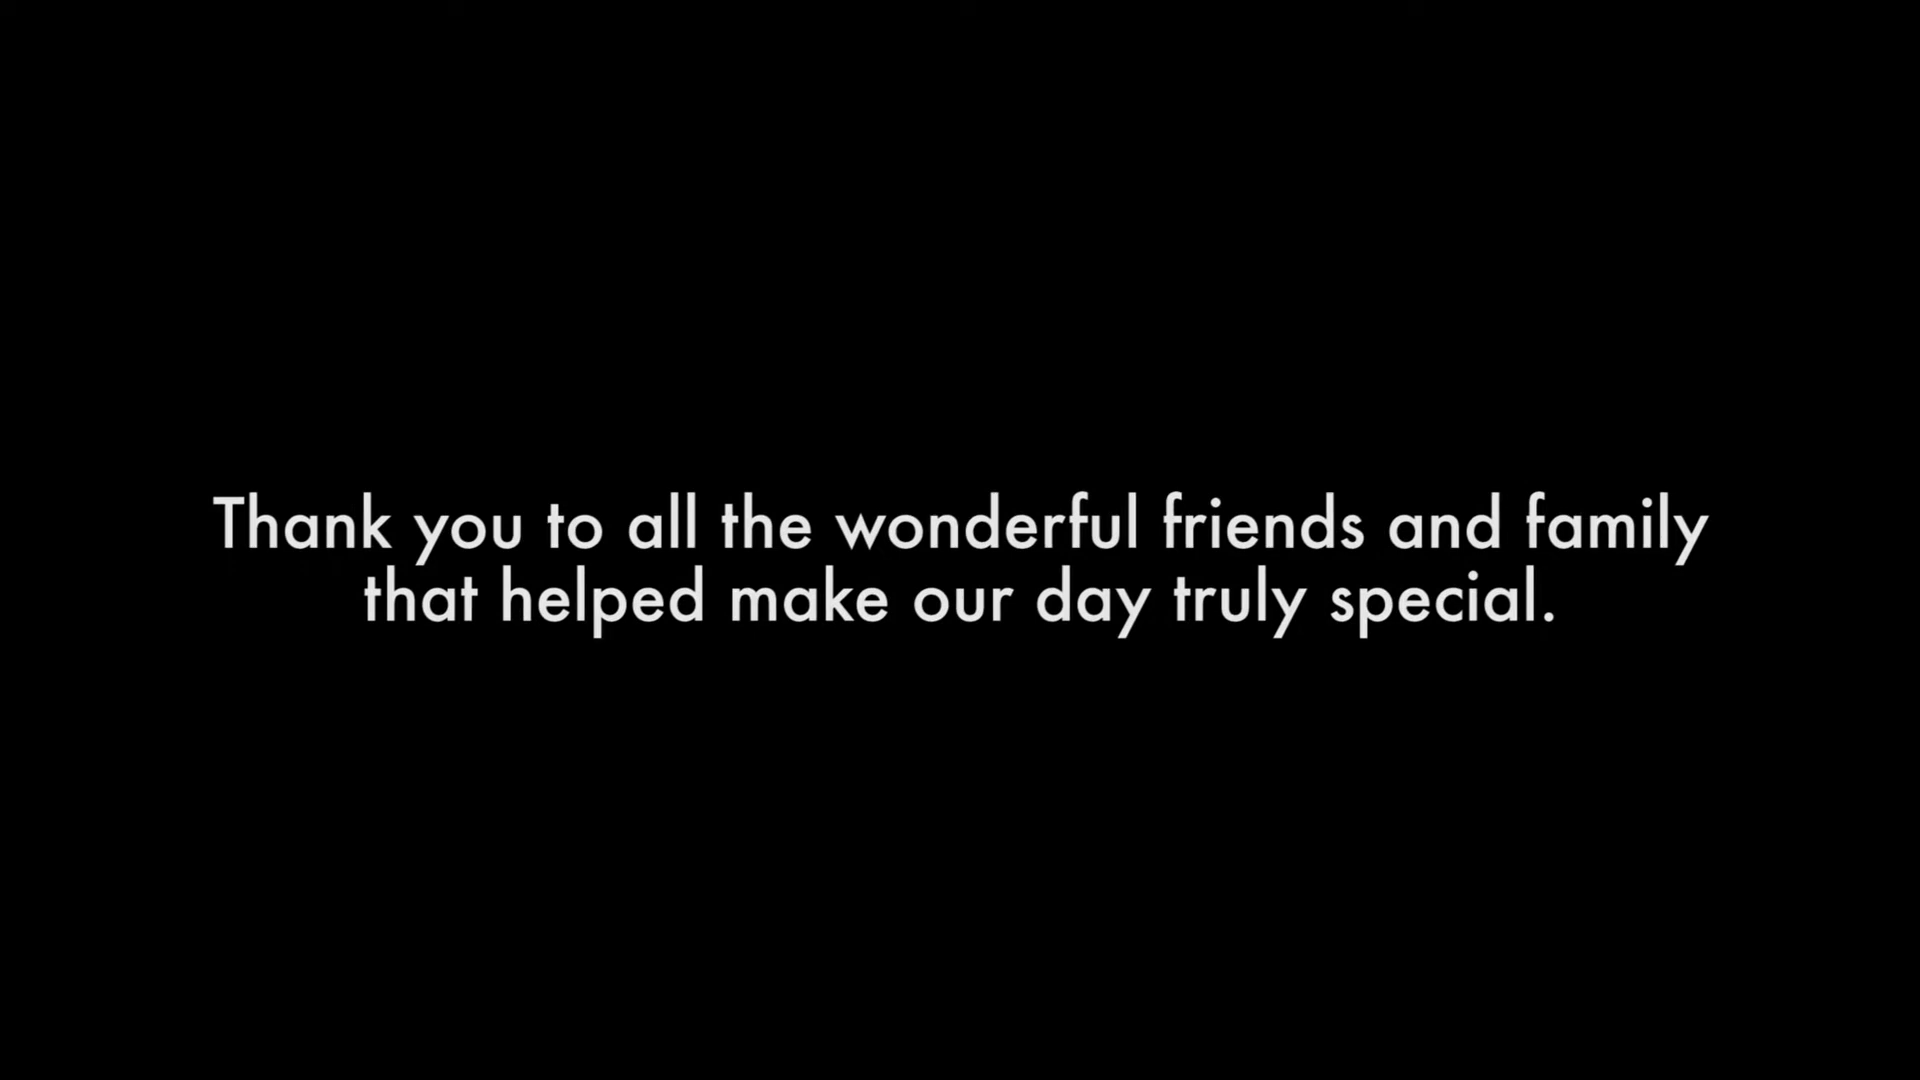 Thank you to all the wonderful friends and family
that helped make our day truly special.